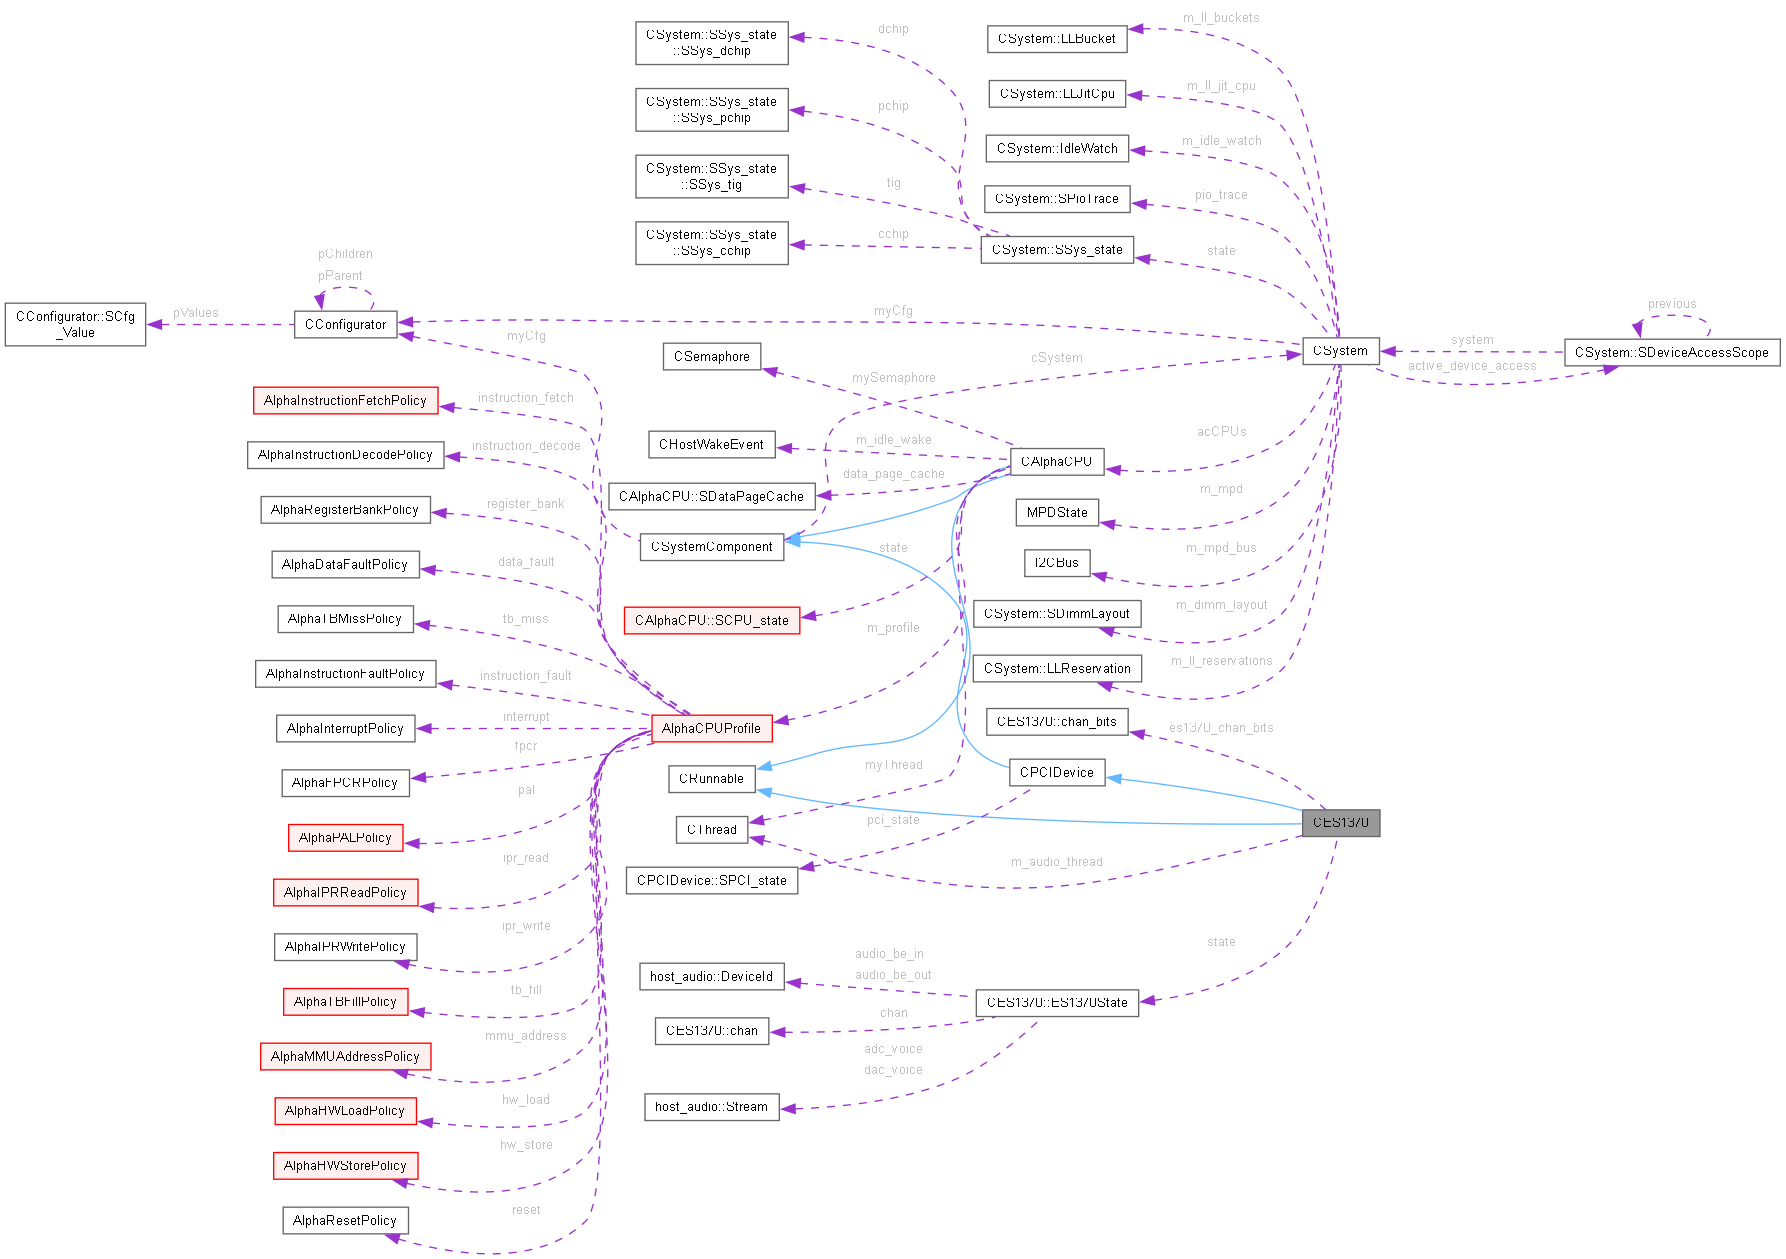 m_ll_buckets
dchip
CSystem::SSys_state
::SSys_dchip
CSystem::LLBucket
m_ll_jit_cpu
CSystem::LLJitCpu
pchip
CSystem::SSys_state
::SSys_pchip
m_idle_watch
CSystem::IdleWatch
CSystem::SSys_state
::SSys_tig
tig
pio_trace
CSystem::SPioTrace
CSystem::SSys_state
::SSys_cchip
cchip
CSystem::SSys_state
state
pChildren
pParent
CConfigurator::SCfg
_Value
pValues
CConfigurator
myCfg
myCfg
previous
system
CSystem
CSystem::SDeviceAccessScope
active_device_access
CSemaphore
cSystem
mySemaphore
AlphaInstructionFetchPolicy
instruction_fetch
acCPUs
CHostWakeEvent
m_idle_wake
CAlphaCPU
AlphaInstructionDecodePolicy
instruction_decode
data_page_cache
CAlphaCPU::SDataPageCache
m_mpd
MPDState
AlphaRegisterBankPolicy
register_bank
CSystemComponent
state
m_mpd_bus
I2CBus
AlphaDataFaultPolicy
data_fault
m_dimm_layout
CSystem::SDimmLayout
AlphaTBMissPolicy
tb_miss
CAlphaCPU::SCPU_state
m_profile
m_ll_reservations
CSystem::LLReservation
AlphaInstructionFaultPolicy
instruction_fault
AlphaInterruptPolicy
interrupt
AlphaCPUProfile
CES1370::chan_bits
es1370_chan_bits
AlphaFPCRPolicy
fpcr
CRunnable
myThread
CPCIDevice
pal
AlphaPALPolicy
CThread
pci_state
CES1370
m_audio_thread
ipr_read
AlphaIPRReadPolicy
CPCIDevice::SPCI_state
ipr_write
AlphaIPRWritePolicy
state
audio_be_in
audio_be_out
host_audio::DeviceId
tb_fill
AlphaTBFillPolicy
CES1370::ES1370State
chan
CES1370::chan
mmu_address
AlphaMMUAddressPolicy
adc_voice
dac_voice
hw_load
AlphaHWLoadPolicy
host_audio::Stream
hw_store
AlphaHWStorePolicy
reset
AlphaResetPolicy